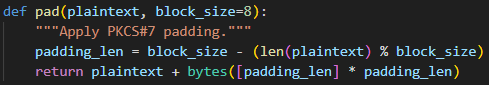 def pad(plaintext, block_size=8):
    """Apply PKCS#7 padding."""
    padding_len = block_size - (len(plaintext) % block_size)
    return plaintext + bytes([padding_len] * padding_len)